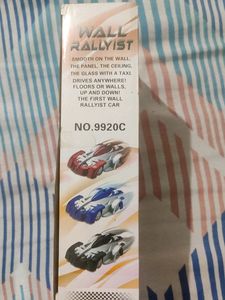 WALL
RALLYIST
SMOOTH ON THE WALL,
THE PANEL, THE CEILING,
THE GLASS WITH A TAXI.
DRIVES ANYWHERE!
FLOORS OR WALLS,
UP AND DOWN!
THE FIRST WALL
RALLYIST CAR
NO.9920C